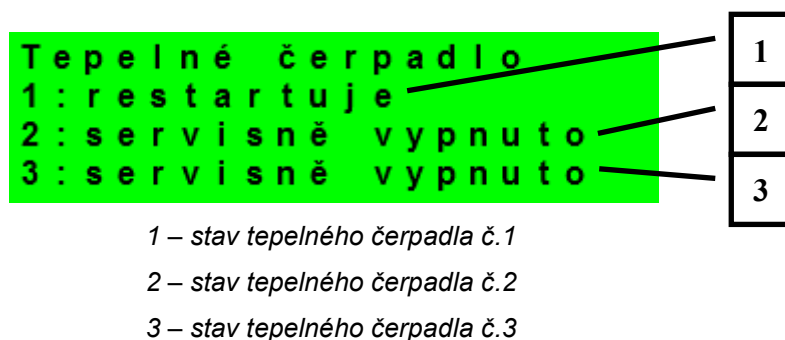 Tepelné čerpadlo
1:restartuje
2:servisně vypnuto
3:servisně vypnuto
1
2
3
1 – stav tepelného čerpadla č.1
2 – stav tepelného čerpadla č.2
3 – stav tepelného čerpadla č.3